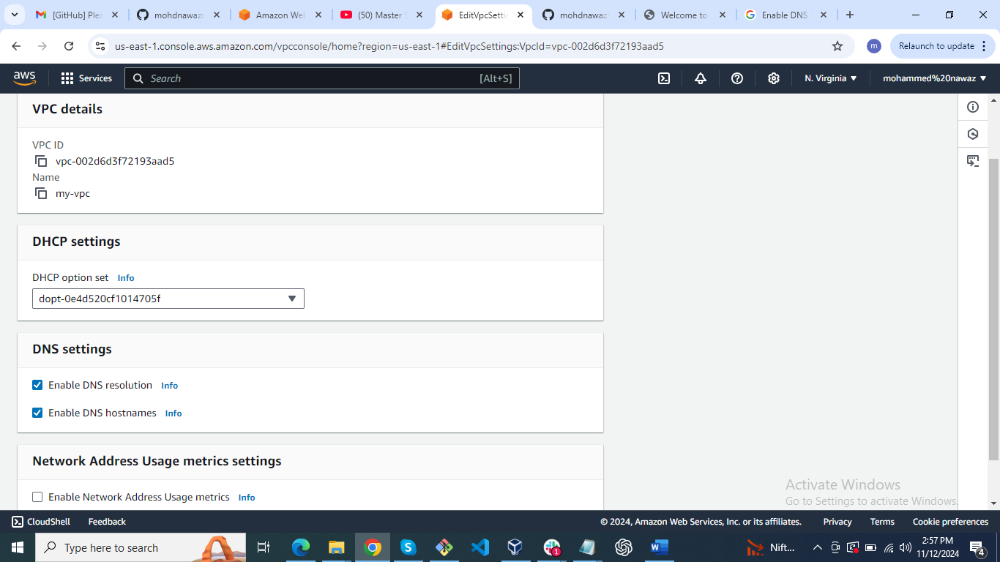 [GitHub] Plea
mohdnawaz
Amazon Web
(50) Master S
EditVpcSettin
mohdnawaz
Welcome to
Enable DNS
us-east-1.console.aws.amazon.com/vpcconsole/home?region=us-east-1#EditVpcSettings:VpcId=vpc-002d6d3f72193aad5
m
Relaunch to update
aws
Services
Search
[Alt+S]
N. Virginia
mohammed%20nawaz
VPC details
VPC ID
vpc-002d6d3f72193aad5
Name
my-vpc
DHCP settings
DHCP option set Info
dopt-0e4d520cf1014705f
DNS settings
Enable DNS resolution Info
Enable DNS hostnames Info
Network Address Usage metrics settings
Enable Network Address Usage metrics Info
Activate Windows
Go to Settings to activate Windows.
CloudShell
Feedback
© 2024, Amazon Web Services, Inc. or its affiliates.
Privacy
Terms
Cookie preferences
Type here to search
1
Nift...
2:57 PM
11/12/2024
4